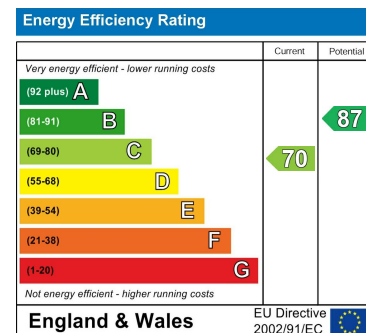 Energy Efficiency Rating
Current Potential
Very energy efficient - lower running costs
(92 plus) A
(81-91) B
87
(69-80) C
70
(55-68) D
(39-54) E
(21-38) F
(1-20) G
Not energy efficient - higher running costs
England & Wales
EU Directive
2002/91/EC